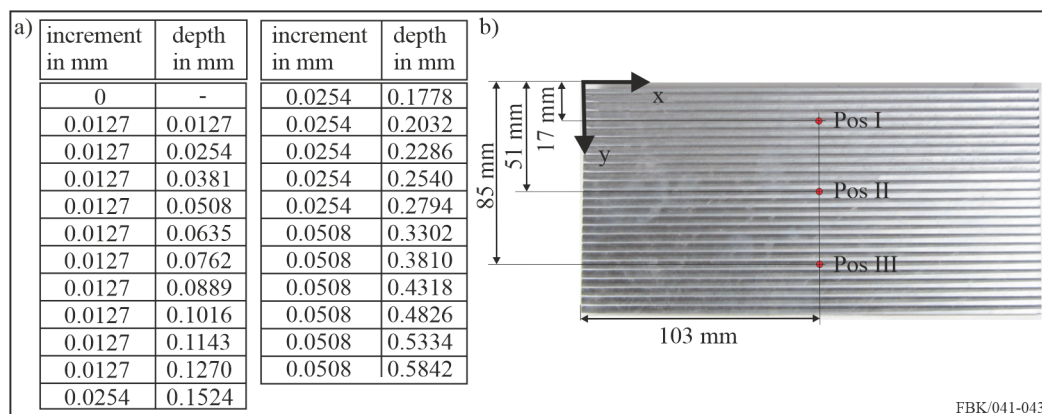 a)
increment in mm depth in mm
0 -
0.0127 0.0127
0.0127 0.0254
0.0127 0.0381
0.0127 0.0508
0.0127 0.0635
0.0127 0.0762
0.0127 0.0889
0.0127 0.1016
0.0127 0.1143
0.0127 0.1270
0.0254 0.1524
increment in mm depth in mm
0.0254 0.1778
0.0254 0.2032
0.0254 0.2286
0.0254 0.2540
0.0254 0.2794
0.0508 0.3302
0.0508 0.3810
0.0508 0.4318
0.0508 0.4826
0.0508 0.5334
0.0508 0.5842
b)
x
y
17 mm
51 mm
85 mm
Pos I
Pos II
Pos III
103 mm
FBK/041-043